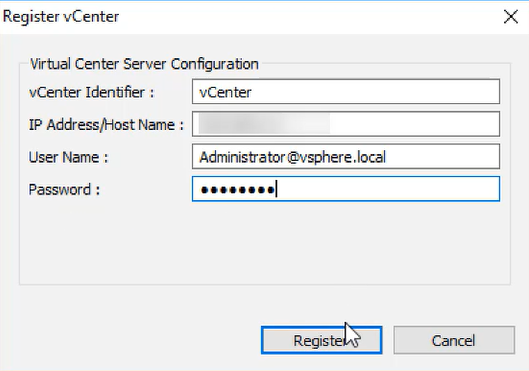 Register vCenter
Virtual Center Server Configuration
vCenter Identifier : vCenter
IP Address/Host Name :
User Name : Administrator@vsphere.local
Password : ●●●●●●●●
Register Cancel